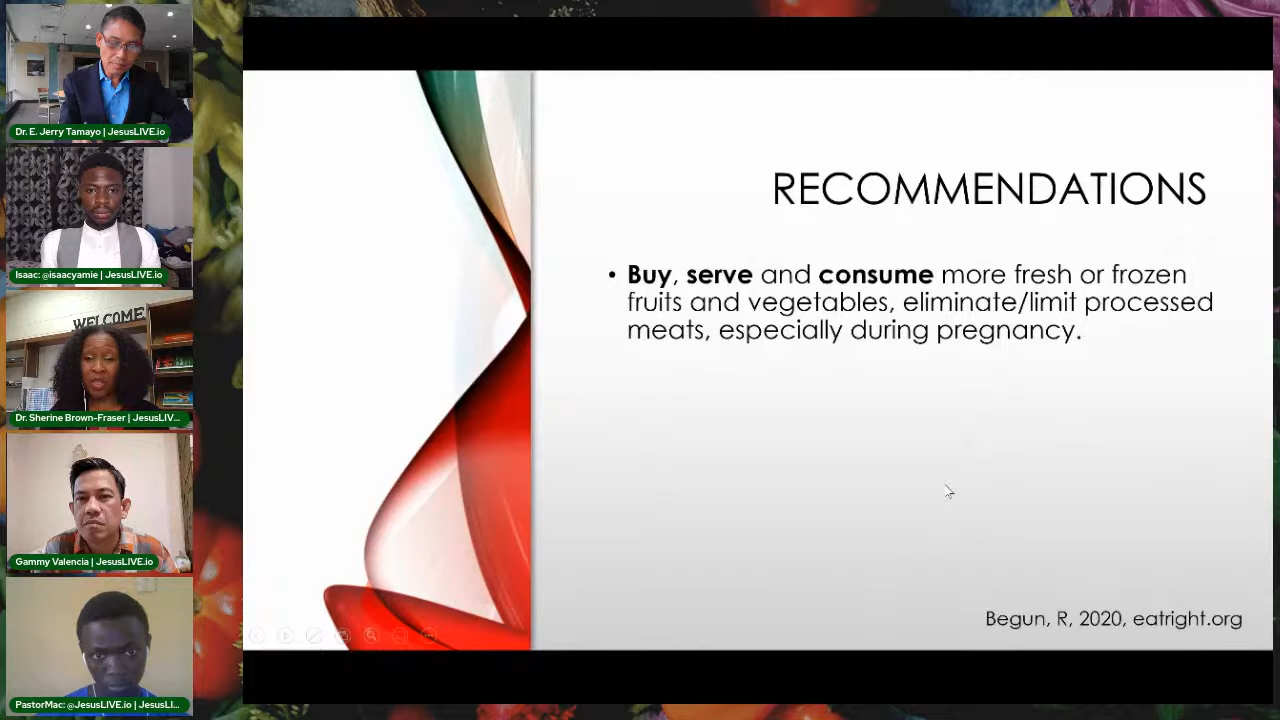 Dr. E. Jerry Tamayo | JesusLIVE.io
Isaac: @isaacyamie | JesusLIVE.io
WELCOME
Dr. Sherine Brown-Fraser | JesusLIV...
Gammy Valencia | JesusLIVE.io
PastorMac: @JesusLIVE.io | JesusLI...
RECOMMENDATIONS
• Buy, serve and consume more fresh or frozen
fruits and vegetables, eliminate/limit processed
meats, especially during pregnancy.
Begun, R, 2020, eatright.org